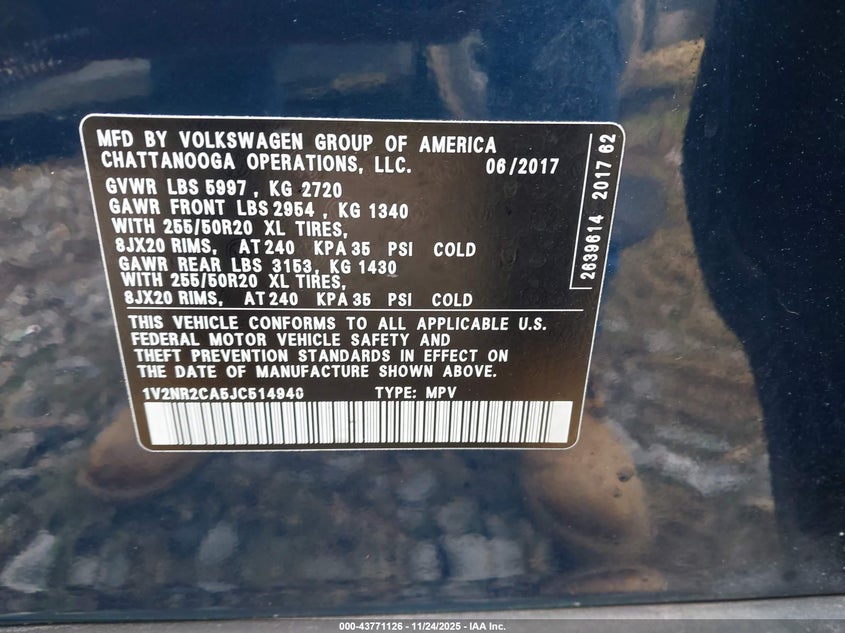 MFD BY VOLKSWAGEN GROUP OF AMERICA
CHATTANOOGA OPERATIONS, LLC. 06/2017
GVWR LBS 5997, KG 2720
GAWR FRONT LBS 2954, KG 1340
WITH 255/50R20 XL TIRES,
8JX20 RIMS, AT 240 KPA 35 PSI COLD
GAWR REAR LBS 3153, KG 1430
WITH 255/50R20 XL TIRES,
8JX20 RIMS, AT 240 KPA 35 PSI COLD
THIS VEHICLE CONFORMS TO ALL APPLICABLE U.S.
FEDERAL MOTOR VEHICLE SAFETY AND
THEFT PREVENTION STANDARDS IN EFFECT ON
THE DATE OF MANUFACTURE SHOWN ABOVE.
1V2NR2CA5JC514940 TYPE: MPV
2639614 2017 62
000-43771126 - 11/24/2025 - IAA Inc.